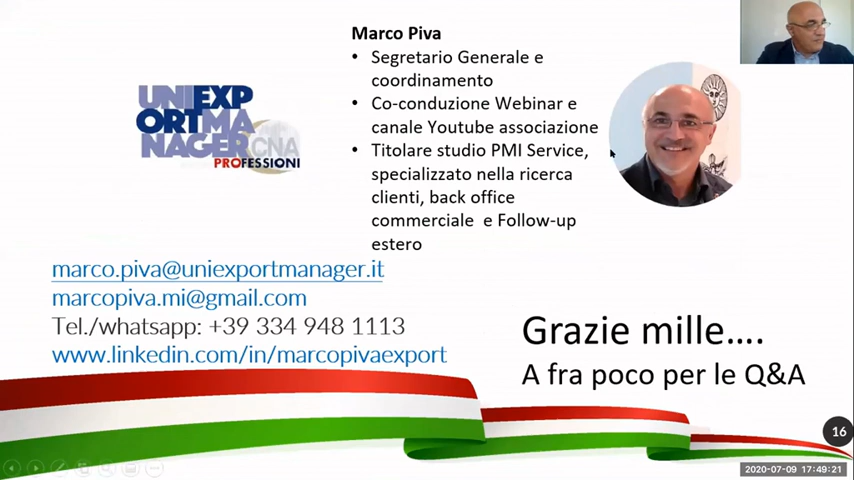 Marco Piva
• Segretario Generale e
coordinamento
• Co-conduzione Webinar e
canale Youtube associazione
• Titolare studio PMI Service,
specializzato nella ricerca
clienti, back office
commerciale e Follow-up
estero
UNIEXP
ORTMA
NAGER CNA
PROFESSIONI
marco.piva@uniexportmanager.it
marcopiva.mi@gmail.com
Tel./whatsapp: +39 334 948 1113
www.linkedin.com/in/marcopivaexport
Grazie mille....
A fra poco per le Q&A
16
2020-07-09 17:49:21